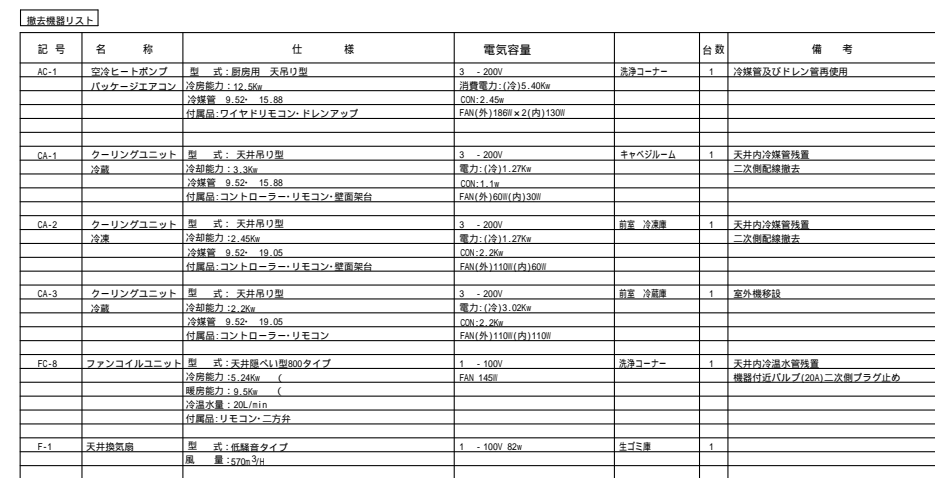 撤去機器リスト
記 号 名 称 仕 様 電気容量 台数 備 考
AC-1 空冷ヒートポンプ 型 式：厨房用 天吊り型 3 -200V 洗浄コーナー 1 冷媒管及びドレン管再使用
パッケージエアコン 冷房能力：12.5Kw 消費電力:(冷)5.40Kw
冷媒管 9.52・ 15.88 CON:2.45w
付属品:ワイヤドリモコン・ドレンアップ FAN(外)186W×2(内)130W
CA-1 クーリングユニット 型 式： 天井吊り型 3 -200V キャベジルーム 1 天井内冷媒管残置
冷蔵 冷却能力：3.3Kw 電力:(冷)1.27Kw 二次側配線撤去
冷媒管 9.52・ 15.88 CON:1.1w
付属品:コントローラー・リモコン・壁面架台 FAN(外)60W(内)30W
CA-2 クーリングユニット 型 式： 天井吊り型 3 -200V 前室 冷凍庫 1 天井内冷媒管残置
冷凍 冷却能力：2.45Kw 電力:(冷)1.27Kw 二次側配線撤去
冷媒管 9.52・ 19.05 CON:2.2Kw
付属品:コントローラー・リモコン・壁面架台 FAN(外)110W(内)60W
CA-3 クーリングユニット 型 式： 天井吊り型 3 -200V 前室 冷蔵庫 1 室外機移設
冷蔵 冷却能力：2.2Kw 電力:(冷)3.02Kw
冷媒管 9.52・ 19.05 CON:2.2Kw
付属品:コントローラー・リモコン FAN(外)110W(内)110W
FC-8 ファンコイルユニット 型 式：天井隠ぺい型800タイプ 1 -100V 洗浄コーナー 1 天井内冷温水管残置
冷房能力：5.24Kw ( FAN 145W 機器付近バルブ(20A)二次側プラグ止め
暖房能力：9.5Kw (
冷温水量：20L/min
付属品:リモコン・二方弁
F-1 天井換気扇 型 式：低騒音タイプ 1 -100V 82w 生ゴミ庫 1
風 量：570m3/H